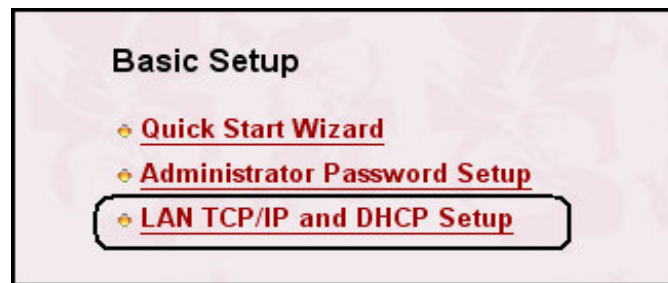 Basic Setup
Quick Start Wizard
Administrator Password Setup
LAN TCP/IP and DHCP Setup